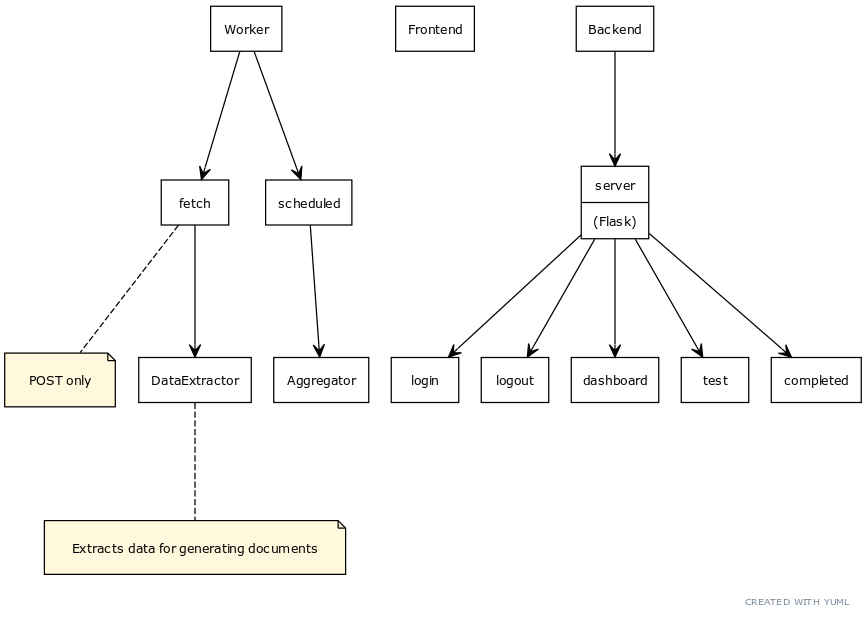 Worker
Frontend
Backend
fetch
scheduled
server
(Flask)
POST only
DataExtractor
Aggregator
login
logout
dashboard
test
completed
Extracts data for generating documents
CREATED WITH YUML